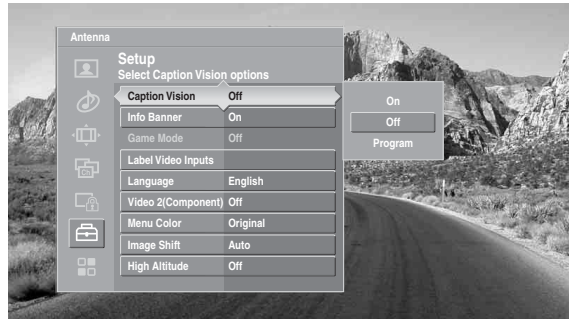 Antenna
Setup
Select Caption Vision options
Caption Vision Off
Info Banner On
Game Mode Off
Label Video Inputs
Language English
Video 2(Component) Off
Menu Color Original
Image Shift Auto
High Altitude Off
On
Off
Program